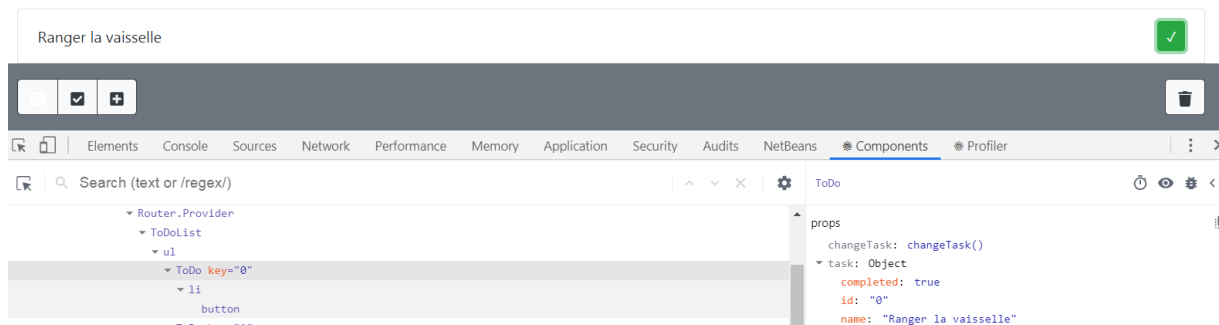 Ranger la vaisselle
Elements Console Sources Network Performance Memory Application Security Audits NetBeans Components Profiler
Search (text or /regex/)
ToDo
Router.Provider
ToDoList
ul
ToDo key="0"
li
button
props
changeTask: changeTask()
task: Object
completed: true
id: "0"
name: "Ranger la vaisselle"